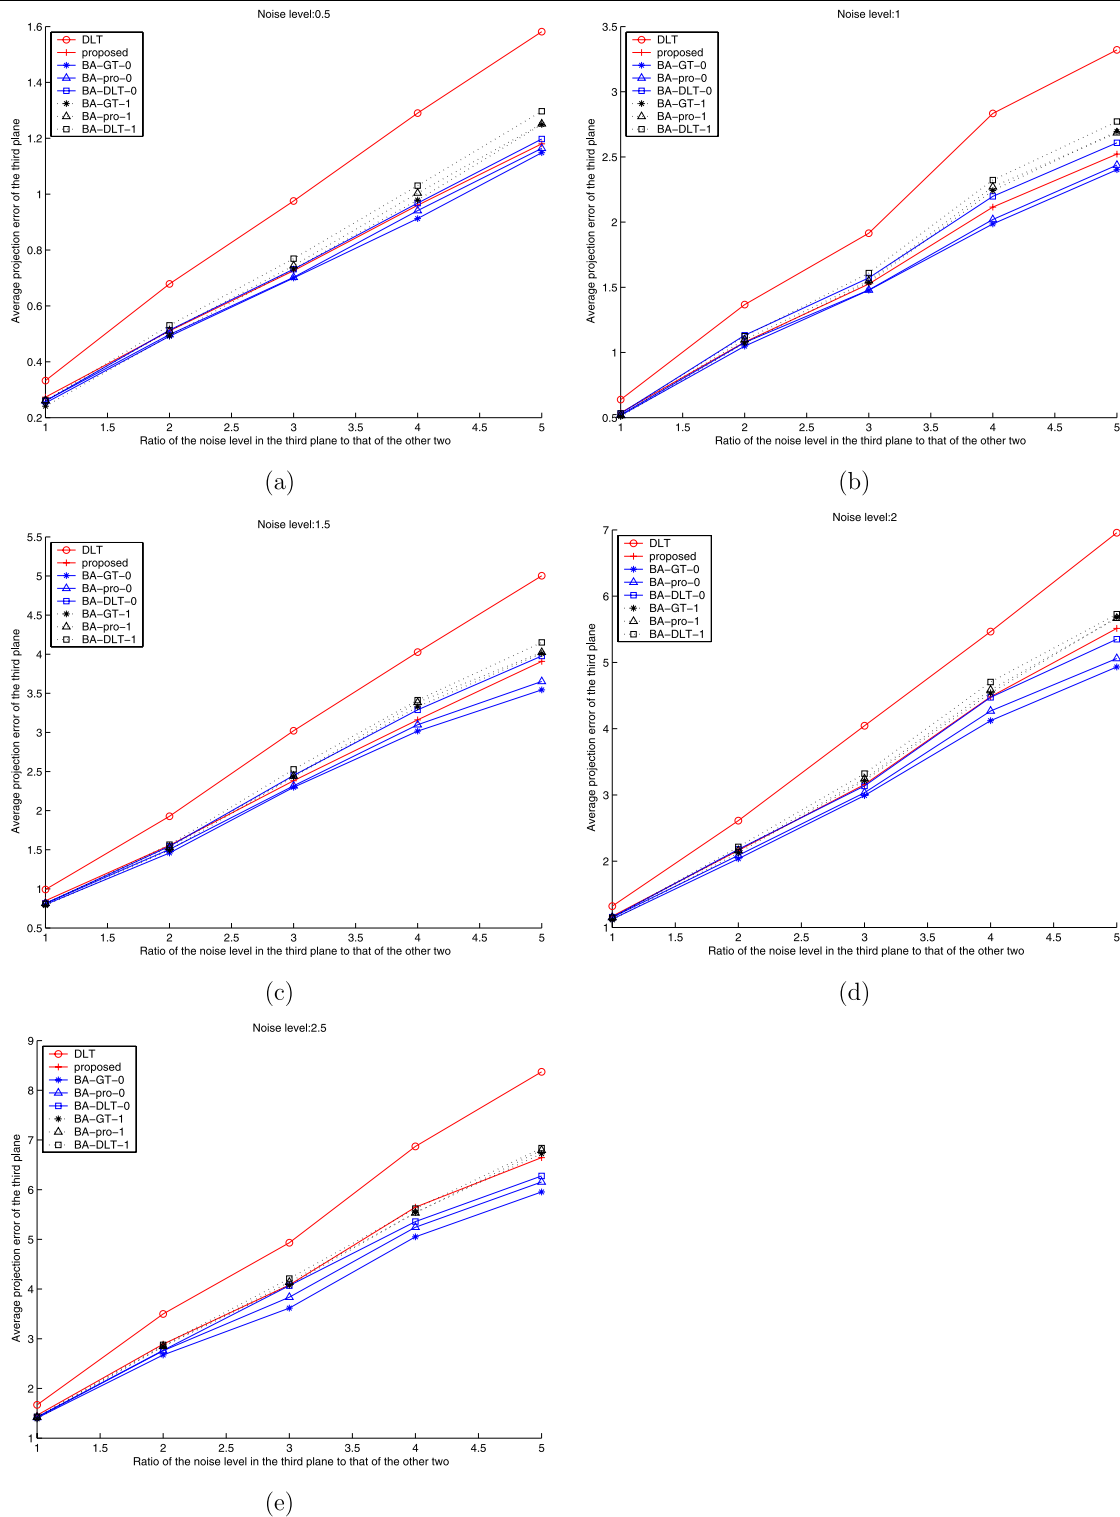 Noise level:0.5
1.6
1.4
1.2
1
0.8
0.6
0.4
0.2
Average projection error of the third plane
DLT
proposed
BA−GT−0
BA−pro−0
BA−DLT−0
BA−GT−1
BA−pro−1
BA−DLT−1
1 1.5 2 2.5 3 3.5 4 4.5 5
Ratio of the noise level in the third plane to that of the other two
(a)
Noise level:1
3.5
3
2.5
2
1.5
1
0.5
Average projection error of the third plane
DLT
proposed
BA−GT−0
BA−pro−0
BA−DLT−0
BA−GT−1
BA−pro−1
BA−DLT−1
1 1.5 2 2.5 3 3.5 4 4.5 5
Ratio of the noise level in the third plane to that of the other two
(b)
Noise level:1.5
5.5
5
4.5
4
3.5
3
2.5
2
1.5
1
0.5
Average projection error of the third plane
DLT
proposed
BA−GT−0
BA−pro−0
BA−DLT−0
BA−GT−1
BA−pro−1
BA−DLT−1
1 1.5 2 2.5 3 3.5 4 4.5 5
Ratio of the noise level in the third plane to that of the other two
(c)
Noise level:2
7
6
5
4
3
2
1
Average projection error of the third plane
DLT
proposed
BA−GT−0
BA−pro−0
BA−DLT−0
BA−GT−1
BA−pro−1
BA−DLT−1
1 1.5 2 2.5 3 3.5 4 4.5 5
Ratio of the noise level in the third plane to that of the other two
(d)
Noise level:2.5
9
8
7
6
5
4
3
2
1
Average projection error of the third plane
DLT
proposed
BA−GT−0
BA−pro−0
BA−DLT−0
BA−GT−1
BA−pro−1
BA−DLT−1
1 1.5 2 2.5 3 3.5 4 4.5 5
Ratio of the noise level in the third plane to that of the other two
(e)